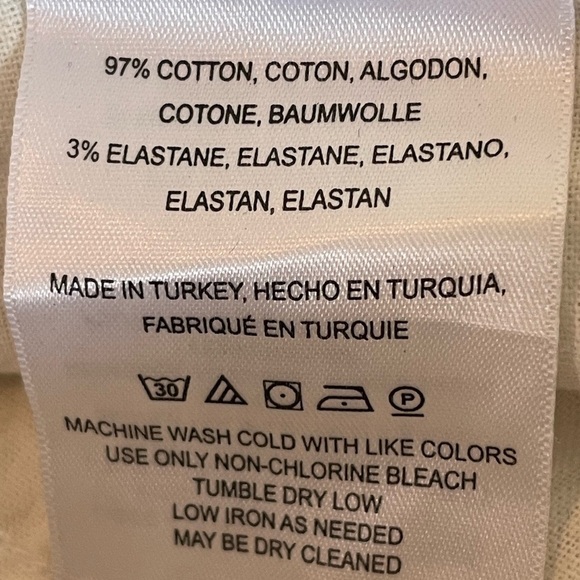 97% COTTON, COTON, ALGODON,
COTONE, BAUMWOLLE
3% ELASTANE, ELASTANE, ELASTANO,
ELASTAN, ELASTAN
MADE IN TURKEY, HECHO EN TURQUIA,
FABRIQUÉ EN TURQUIE
30 P
MACHINE WASH COLD WITH LIKE COLORS
USE ONLY NON-CHLORINE BLEACH
TUMBLE DRY LOW
LOW IRON AS NEEDED
MAY BE DRY CLEANED